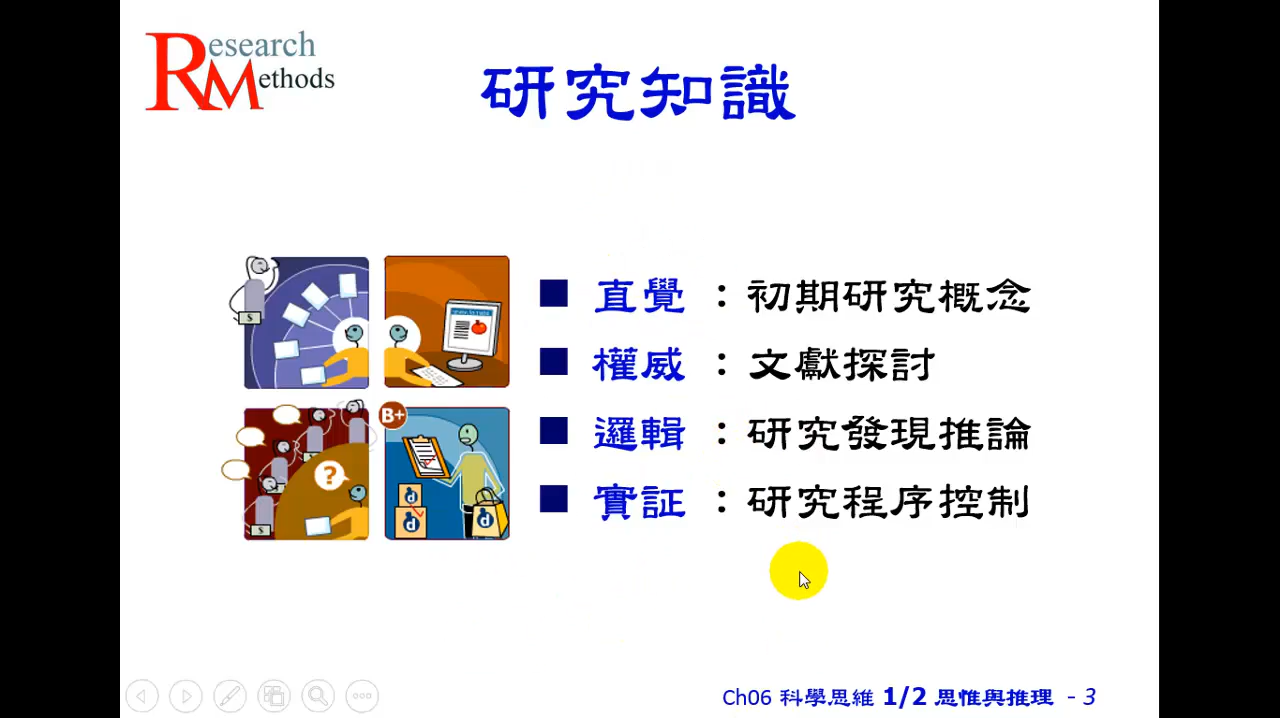 Research
Methods
研究知識
直覺 : 初期研究概念
權威 : 文獻探討
邏輯 : 研究發現推論
實証 : 研究程序控制
B+
?
$
$
d
d
d
Ch06 科學思維 1/2 思惟與推理 - 3